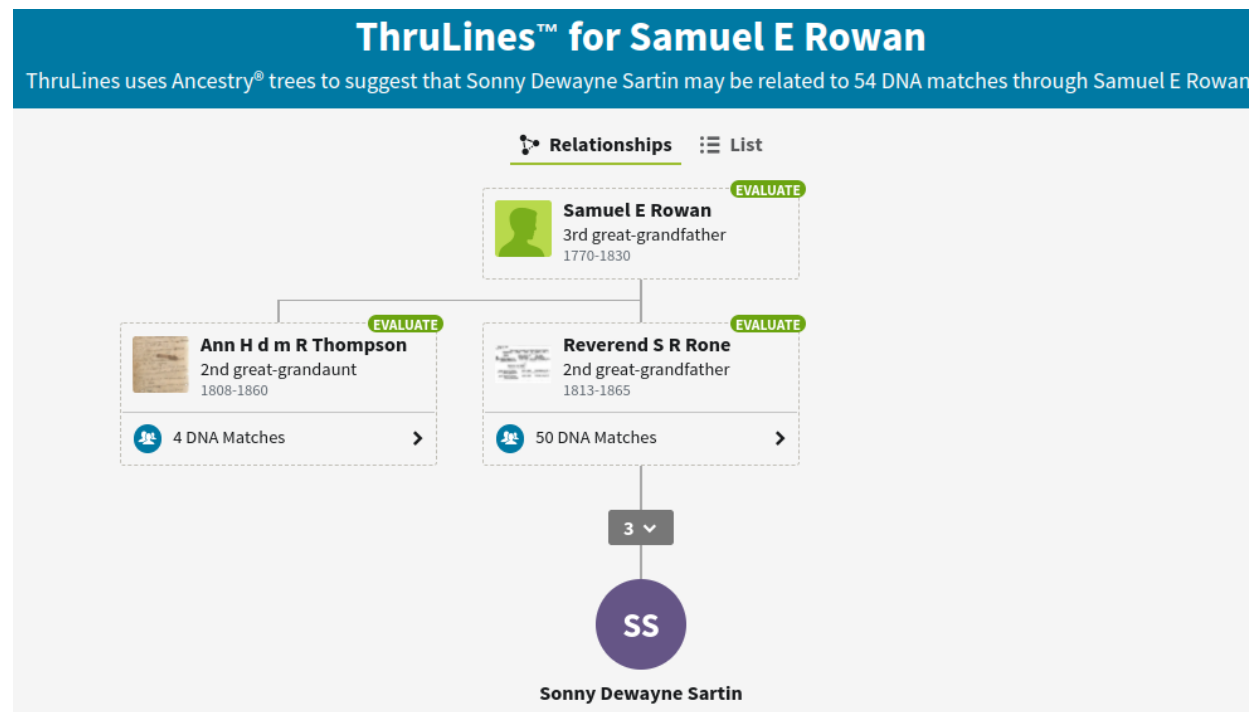 ThruLines™ for Samuel E Rowan
ThruLines uses Ancestry® trees to suggest that Sonny Dewayne Sartin may be related to 54 DNA matches through Samuel E Rowan
Relationships
List
EVALUATE
Samuel E Rowan
3rd great-grandfather
1770-1830
EVALUATE
Ann H d m R Thompson
2nd great-grandaunt
1808-1860
4 DNA Matches
EVALUATE
Reverend S R Rone
2nd great-grandfather
1813-1865
50 DNA Matches
3
SS
Sonny Dewayne Sartin